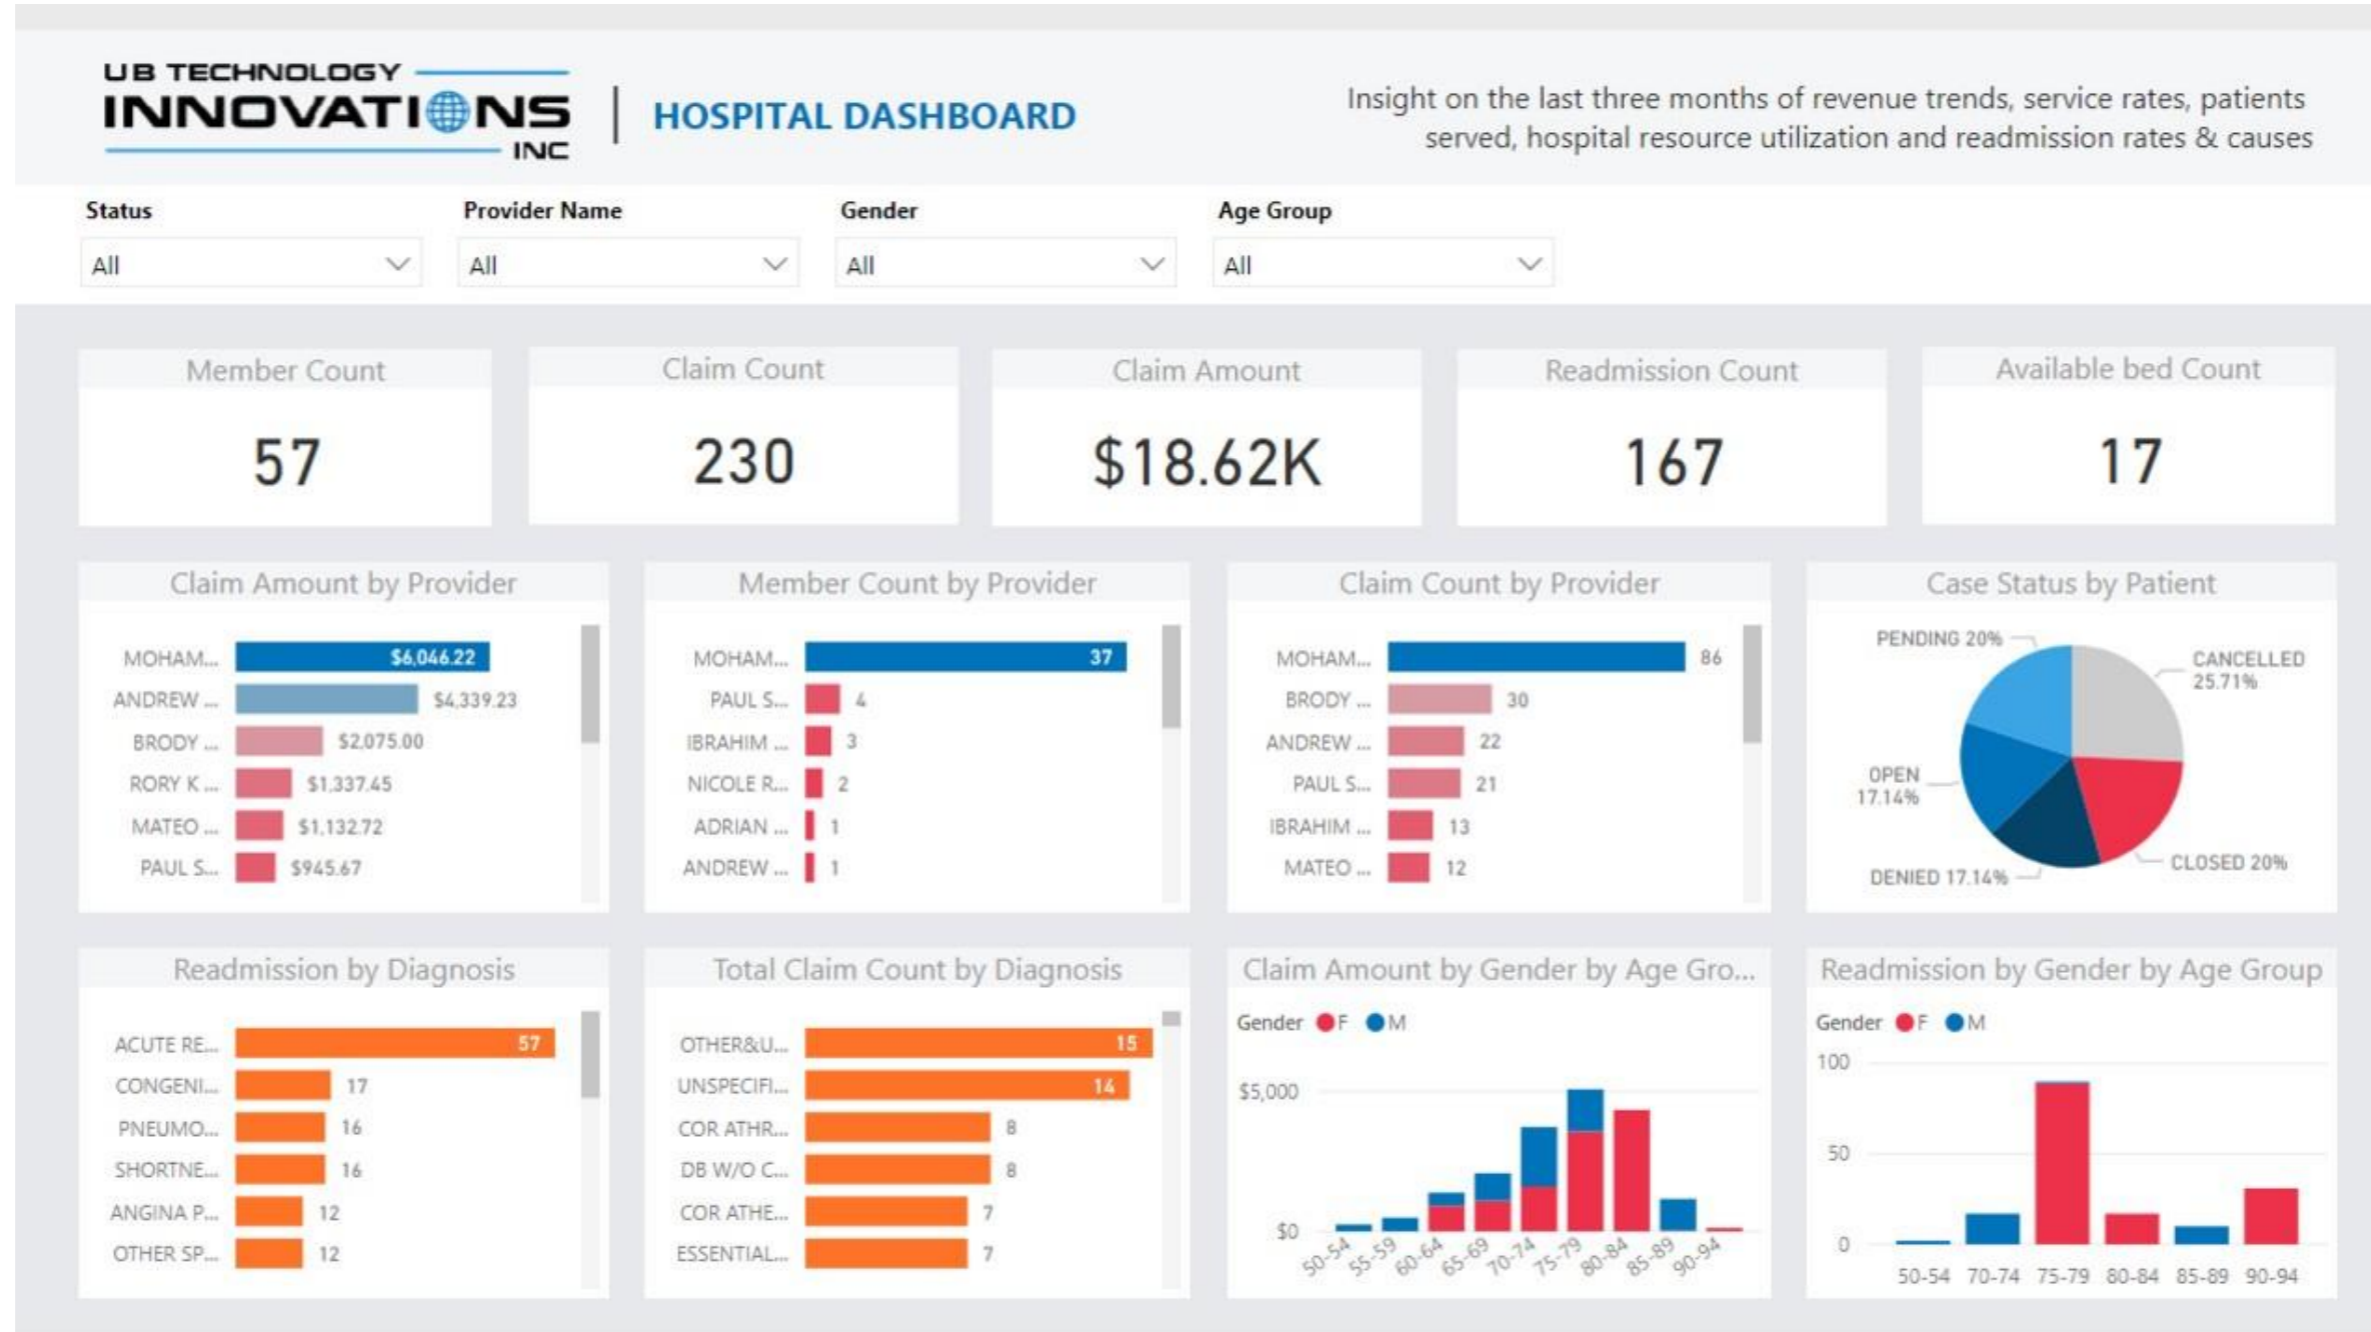 UB TECHNOLOGY
INNOVATIONS
INC
HOSPITAL DASHBOARD
Insight on the last three months of revenue trends, service rates, patients
served, hospital resource utilization and readmission rates & causes
Status
All
Provider Name
All
Gender
All
Age Group
All
Member Count
57
Claim Count
230
Claim Amount
$18.62K
Readmission Count
167
Available bed Count
17
Claim Amount by Provider
MOHAM... $6,046.22
ANDREW ... $4,339.23
BRODY ... $2,075.00
RORY K ... $1,337.45
MATEO ... $1,132.72
PAUL S... $945.67
Member Count by Provider
MOHAM... 37
PAUL S... 4
IBRAHIM ... 3
NICOLE R... 2
ADRIAN ... 1
ANDREW ... 1
Claim Count by Provider
MOHAM... 86
BRODY ... 30
ANDREW ... 22
PAUL S... 21
IBRAHIM ... 13
MATEO ... 12
Case Status by Patient
PENDING 20%
CANCELLED
25.71%
OPEN
17.14%
DENIED 17.14%
CLOSED 20%
Readmission by Diagnosis
ACUTE RE... 57
CONGENI... 17
PNEUMO... 16
SHORTNE... 16
ANGINA P... 12
OTHER SP... 12
Total Claim Count by Diagnosis
OTHER&U... 15
UNSPECIFI... 14
COR ATHR... 8
DB W/O C... 8
COR ATHE... 7
ESSENTIAL... 7
Claim Amount by Gender by Age Gro...
Gender F M
$5,000
$0
50-54 55-59 60-64 65-69 70-74 75-79 80-84 85-89 90-94
Readmission by Gender by Age Group
Gender F M
100
50
0
50-54 70-74 75-79 80-84 85-89 90-94